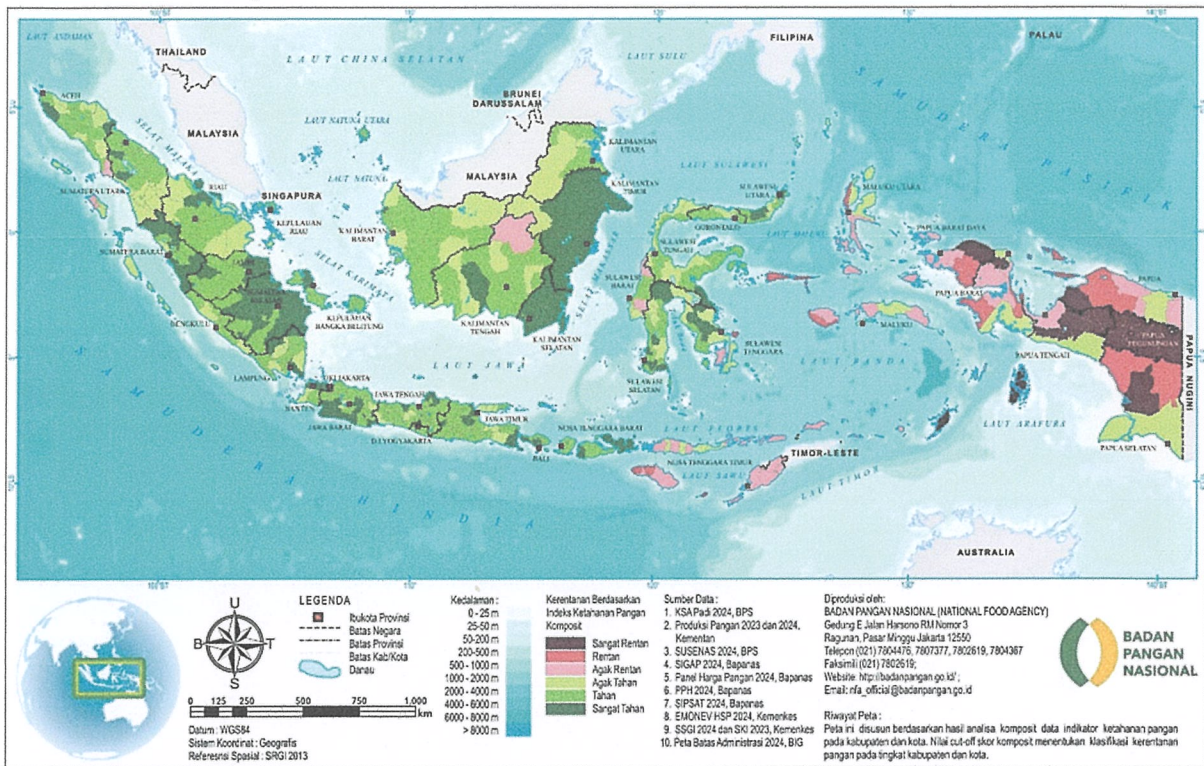 LAUT ANDAMAN
THAILAND
LAUT CHINA SELATAN
FILIPINA
PALAU
LAUT SULU
ACEH
BRUNEI
DARUSSALAM
LAUT NATUNA UTARA
MALAYSIA
SELAT MALAKA
KALIMANTAN
UTARA
LAUT SULAWESI
SAMUDERA PASIFIK
SUMATERA UTARA
RIAU
SINGAPURA
LAUT NATUNA
MALAYSIA
KALIMANTAN
TIMUR
SULAWESI
UTARA
MALUKU UTARA
KEPULAUAN
RIAU
KALIMANTAN
BARAT
GORONTALO
PAPUA BARAT DAYA
SUMATERA BARAT
SELAT KARIMATA
SELAT MAKASSAR
SULAWESI
TENGAH
LAUT MALUKU
SULAWESI
BARAT
PAPUA BARAT
PAPUA
BENGKULU
KEPULAUAN
BANGKA BELITUNG
KALIMANTAN
TENGAH
KALIMANTAN
SELATAN
MALUKU
SULAWESI
TENGGARA
PAPUA
PEGUNUNGAN
PAPUA TENGAH
PAPUA NUGINI
LAMPUNG
LAUT JAWA
SULAWESI
SELATAN
LAUT BANDA
DKI JAKARTA
BANTEN
JAWA TENGAH
JAWA TIMUR
JAWA BARAT
D.I.YOGYAKARTA
NUSA TENGGARA BARAT
LAUT FLORES
LAUT ARAFURA
BALI
NUSA TENGGARA TIMUR
TIMOR-LESTE
PAPUA SELATAN
LAUT SAWU
LAUT TIMOR
SAMUDERA HINDIA
AUSTRALIA
U
B
T
S
0 125 250 500 750 1.000
km
Datum : WGS84
Sistem Koordinat : Geografis
Referesnsi Spasial : SRGI 2013
LEGENDA
Ibukota Provinsi
Batas Negara
Batas Provinsi
Batas Kab/Kota
Danau
Kedalaman :
0 - 25 m
25-50 m
50-200 m
200-500 m
500 - 1000 m
1000 - 2000 m
2000 - 4000 m
4000 - 6000 m
6000 - 8000 m
> 8000 m
Kerentanan Berdasarkan
Indeks Ketahanan Pangan
Komposit
Sangat Rentan
Rentan
Agak Rentan
Agak Tahan
Tahan
Sangat Tahan
Sumber Data :
1. KSA Padi 2024, BPS
2. Produksi Pangan 2023 dan 2024,
Kementan
3. SUSENAS 2024, BPS
4. SIGAP 2024, Bapanas
5. Panel Harga Pangan 2024, Bapanas
6. PPH 2024, Bapanas
7. SIPSAT 2024, Bapanas
8. EMONEV HSP 2024, Kemenkes
9. SSGI 2024 dan SKI 2023, Kemenkes
10. Peta Batas Administrasi 2024, BIG
Diproduksi oleh:
BADAN PANGAN NASIONAL (NATIONAL FOOD AGENCY)
Gedung E Jalan Harsono RM Nomor 3
Ragunan, Pasar Minggu Jakarta 12550
Telepon (021) 7804476, 7807377, 7802619, 7804367
Faksimili (021) 7802619;
Website: http://badanpangan.go.id/ ;
Email: nfa_official@badanpangan.go.id
Riwayat Peta :
Peta ini disusun berdasarkan hasil analisa komposit data indikator ketahanan pangan
pada kabupaten dan kota. Nilai cut-off skor komposit menentukan klasifikasi kerentanan
pangan pada tingkat kabupaten dan kota.
BADAN
PANGAN
NASIONAL